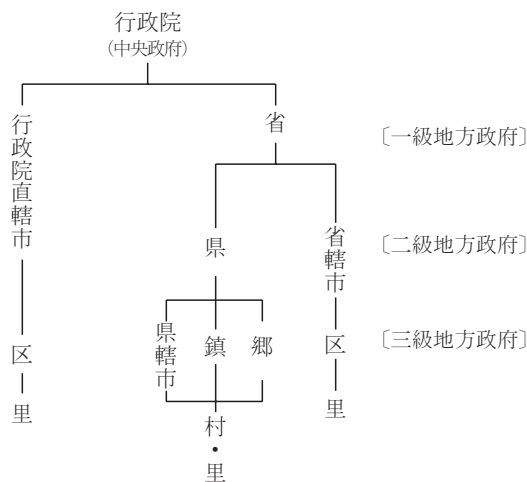 行政院
(中央政府)
行政院直轄市
省
〔一級地方政府〕
県
省轄市
〔二級地方政府〕
県轄市
鎮
郷
区
区
〔三級地方政府〕
里
里
村・里